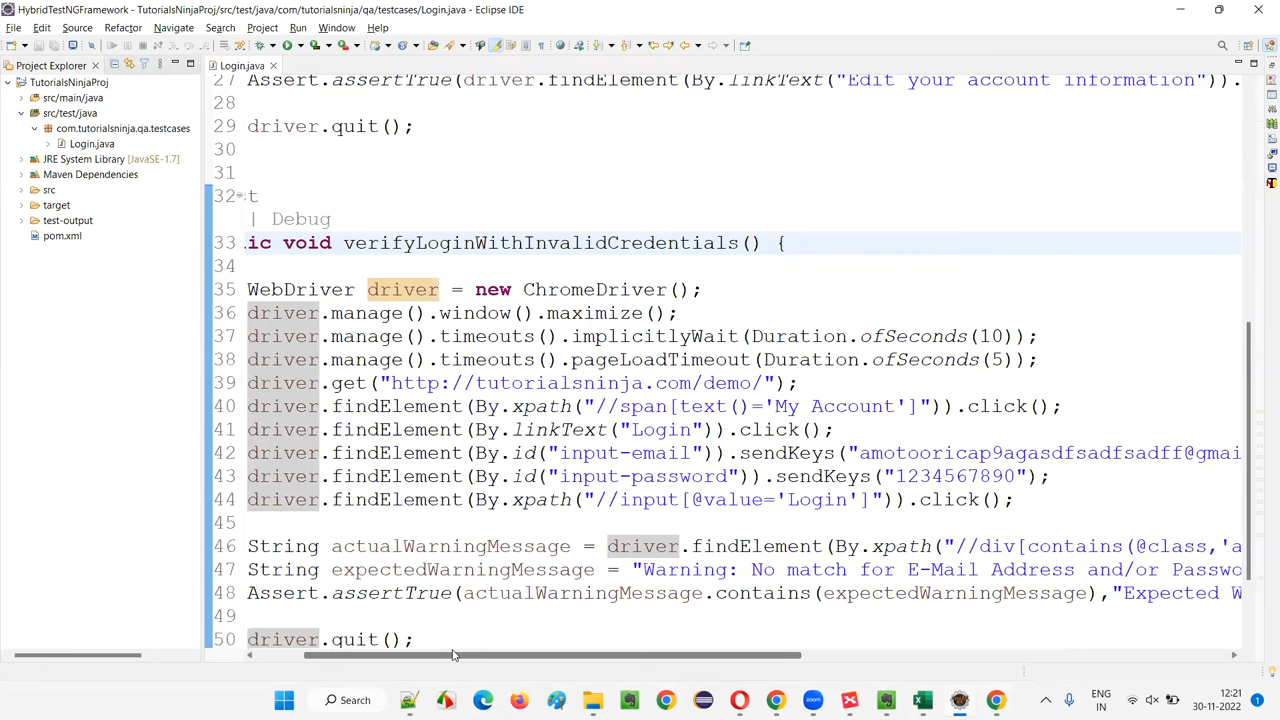 HybridTestNGFramework - TutorialsNinjaProj/src/test/java/com/tutorialsninja/qa/testcases/Login.java - Eclipse IDE
File Edit Source Refactor Navigate Search Project Run Window Help
Project Explorer
Login.java
TutorialsNinjaProj
src/main/java
src/test/java
com.tutorialsninja.qa.testcases
Login.java
JRE System Library [JavaSE-1.7]
Maven Dependencies
src
target
test-output
pom.xml
27 Assert.assertTrue(driver.findElement(By.linkText("Edit your account information")).
28
29 driver.quit();
30
31
32 t
| Debug
33 ic void verifyLoginWithInvalidCredentials() {
34
35 WebDriver driver = new ChromeDriver();
36 driver.manage().window().maximize();
37 driver.manage().timeouts().implicitlyWait(Duration.ofSeconds(10));
38 driver.manage().timeouts().pageLoadTimeout(Duration.ofSeconds(5));
39 driver.get("http://tutorialsninja.com/demo/");
40 driver.findElement(By.xpath("//span[text()='My Account']")).click();
41 driver.findElement(By.linkText("Login")).click();
42 driver.findElement(By.id("input-email")).sendKeys("amotooricap9agasdfsadfsadff@gmai
43 driver.findElement(By.id("input-password")).sendKeys("1234567890");
44 driver.findElement(By.xpath("//input[@value='Login']")).click();
45
46 String actualWarningMessage = driver.findElement(By.xpath("//div[contains(@class,'a
47 String expectedWarningMessage = "Warning: No match for E-Mail Address and/or Passwo
48 Assert.assertTrue(actualWarningMessage.contains(expectedWarningMessage),"Expected W
49
50 driver.quit();
Search
ENG
IN
12:21
30-11-2022
1